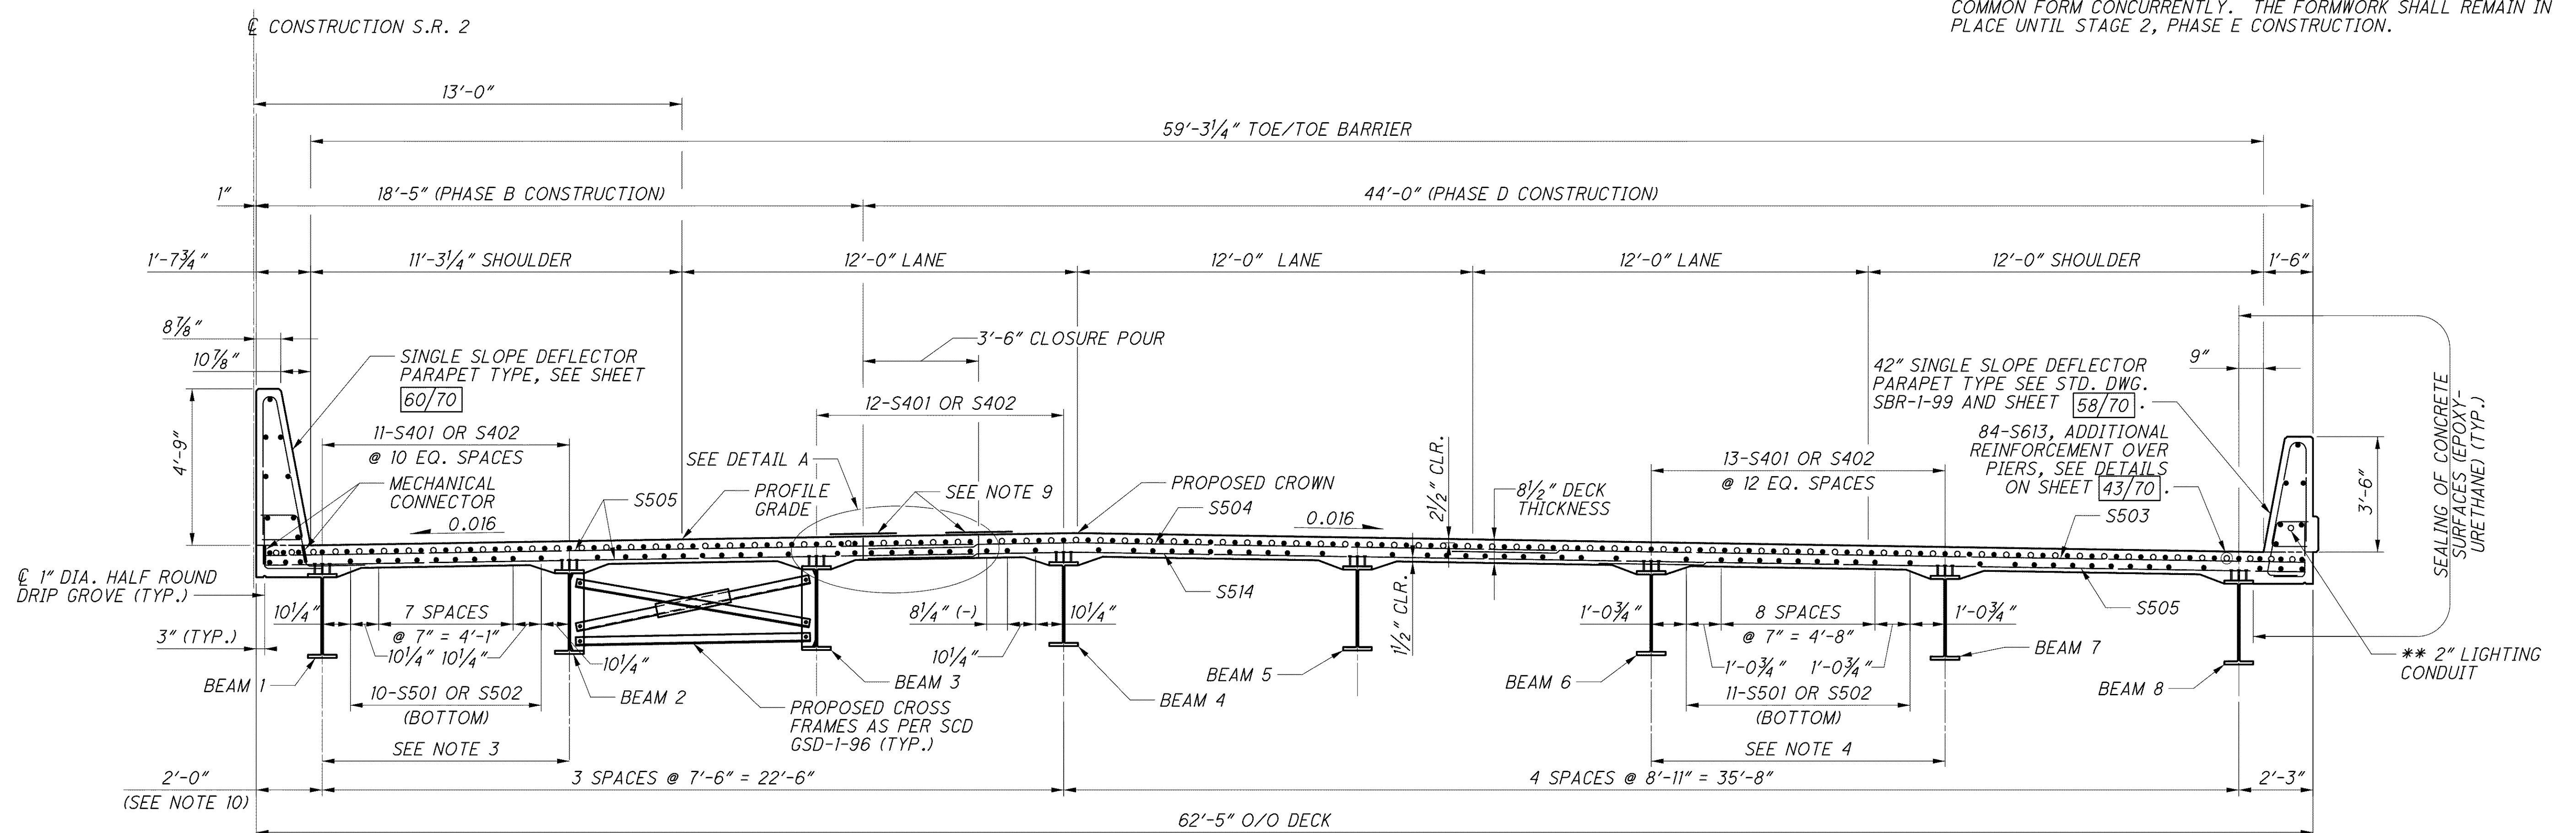 COMMON FORM CONCURRENTLY. THE FORMWORK SHALL REMAIN IN
PLACE UNTIL STAGE 2, PHASE E CONSTRUCTION.
℄ CONSTRUCTION S.R. 2
13'-0"
59'-3¼" TOE/TOE BARRIER
1"
18'-5" (PHASE B CONSTRUCTION)
44'-0" (PHASE D CONSTRUCTION)
1'-7¾"
11'-3¼" SHOULDER
12'-0" LANE
12'-0" LANE
12'-0" LANE
12'-0" SHOULDER
1'-6"
8⅞"
10⅞"
SINGLE SLOPE DEFLECTOR
PARAPET TYPE, SEE SHEET
60/70
3'-6" CLOSURE POUR
42" SINGLE SLOPE DEFLECTOR
PARAPET TYPE SEE STD. DWG.
SBR-1-99 AND SHEET 58/70 .
9"
SEALING OF CONCRETE
SURFACES (EPOXY-
URETHANE) (TYP.)
4'-9"
11-S401 OR S402
@ 10 EQ. SPACES
12-S401 OR S402
84-S613, ADDITIONAL
REINFORCEMENT OVER
PIERS, SEE DETAILS
ON SHEET 43/70 .
MECHANICAL
CONNECTOR
SEE DETAIL A
S505
PROFILE
GRADE
SEE NOTE 9
PROPOSED CROWN
S504
2½" CLR.
8½" DECK
THICKNESS
13-S401 OR S402
@ 12 EQ. SPACES
3'-6"
S503
0.016
0.016
℄ 1" DIA. HALF ROUND
DRIP GROVE (TYP.)
S514
1½" CLR.
S505
3" (TYP.)
10¼"
7 SPACES
@ 7" = 4'-1"
10¼" 10¼"
10¼"
8¼" (-)
10¼"
10¼"
1'-0¾"
8 SPACES
@ 7" = 4'-8"
1'-0¾"
1'-0¾" 1'-0¾"
BEAM 1
BEAM 2
BEAM 3
BEAM 4
BEAM 5
BEAM 6
BEAM 7
BEAM 8
** 2" LIGHTING
CONDUIT
10-S501 OR S502
(BOTTOM)
PROPOSED CROSS
FRAMES AS PER SCD
GSD-1-96 (TYP.)
11-S501 OR S502
(BOTTOM)
SEE NOTE 3
SEE NOTE 4
2'-0"
(SEE NOTE 10)
3 SPACES @ 7'-6" = 22'-6"
4 SPACES @ 8'-11" = 35'-8"
2'-3"
62'-5" O/O DECK